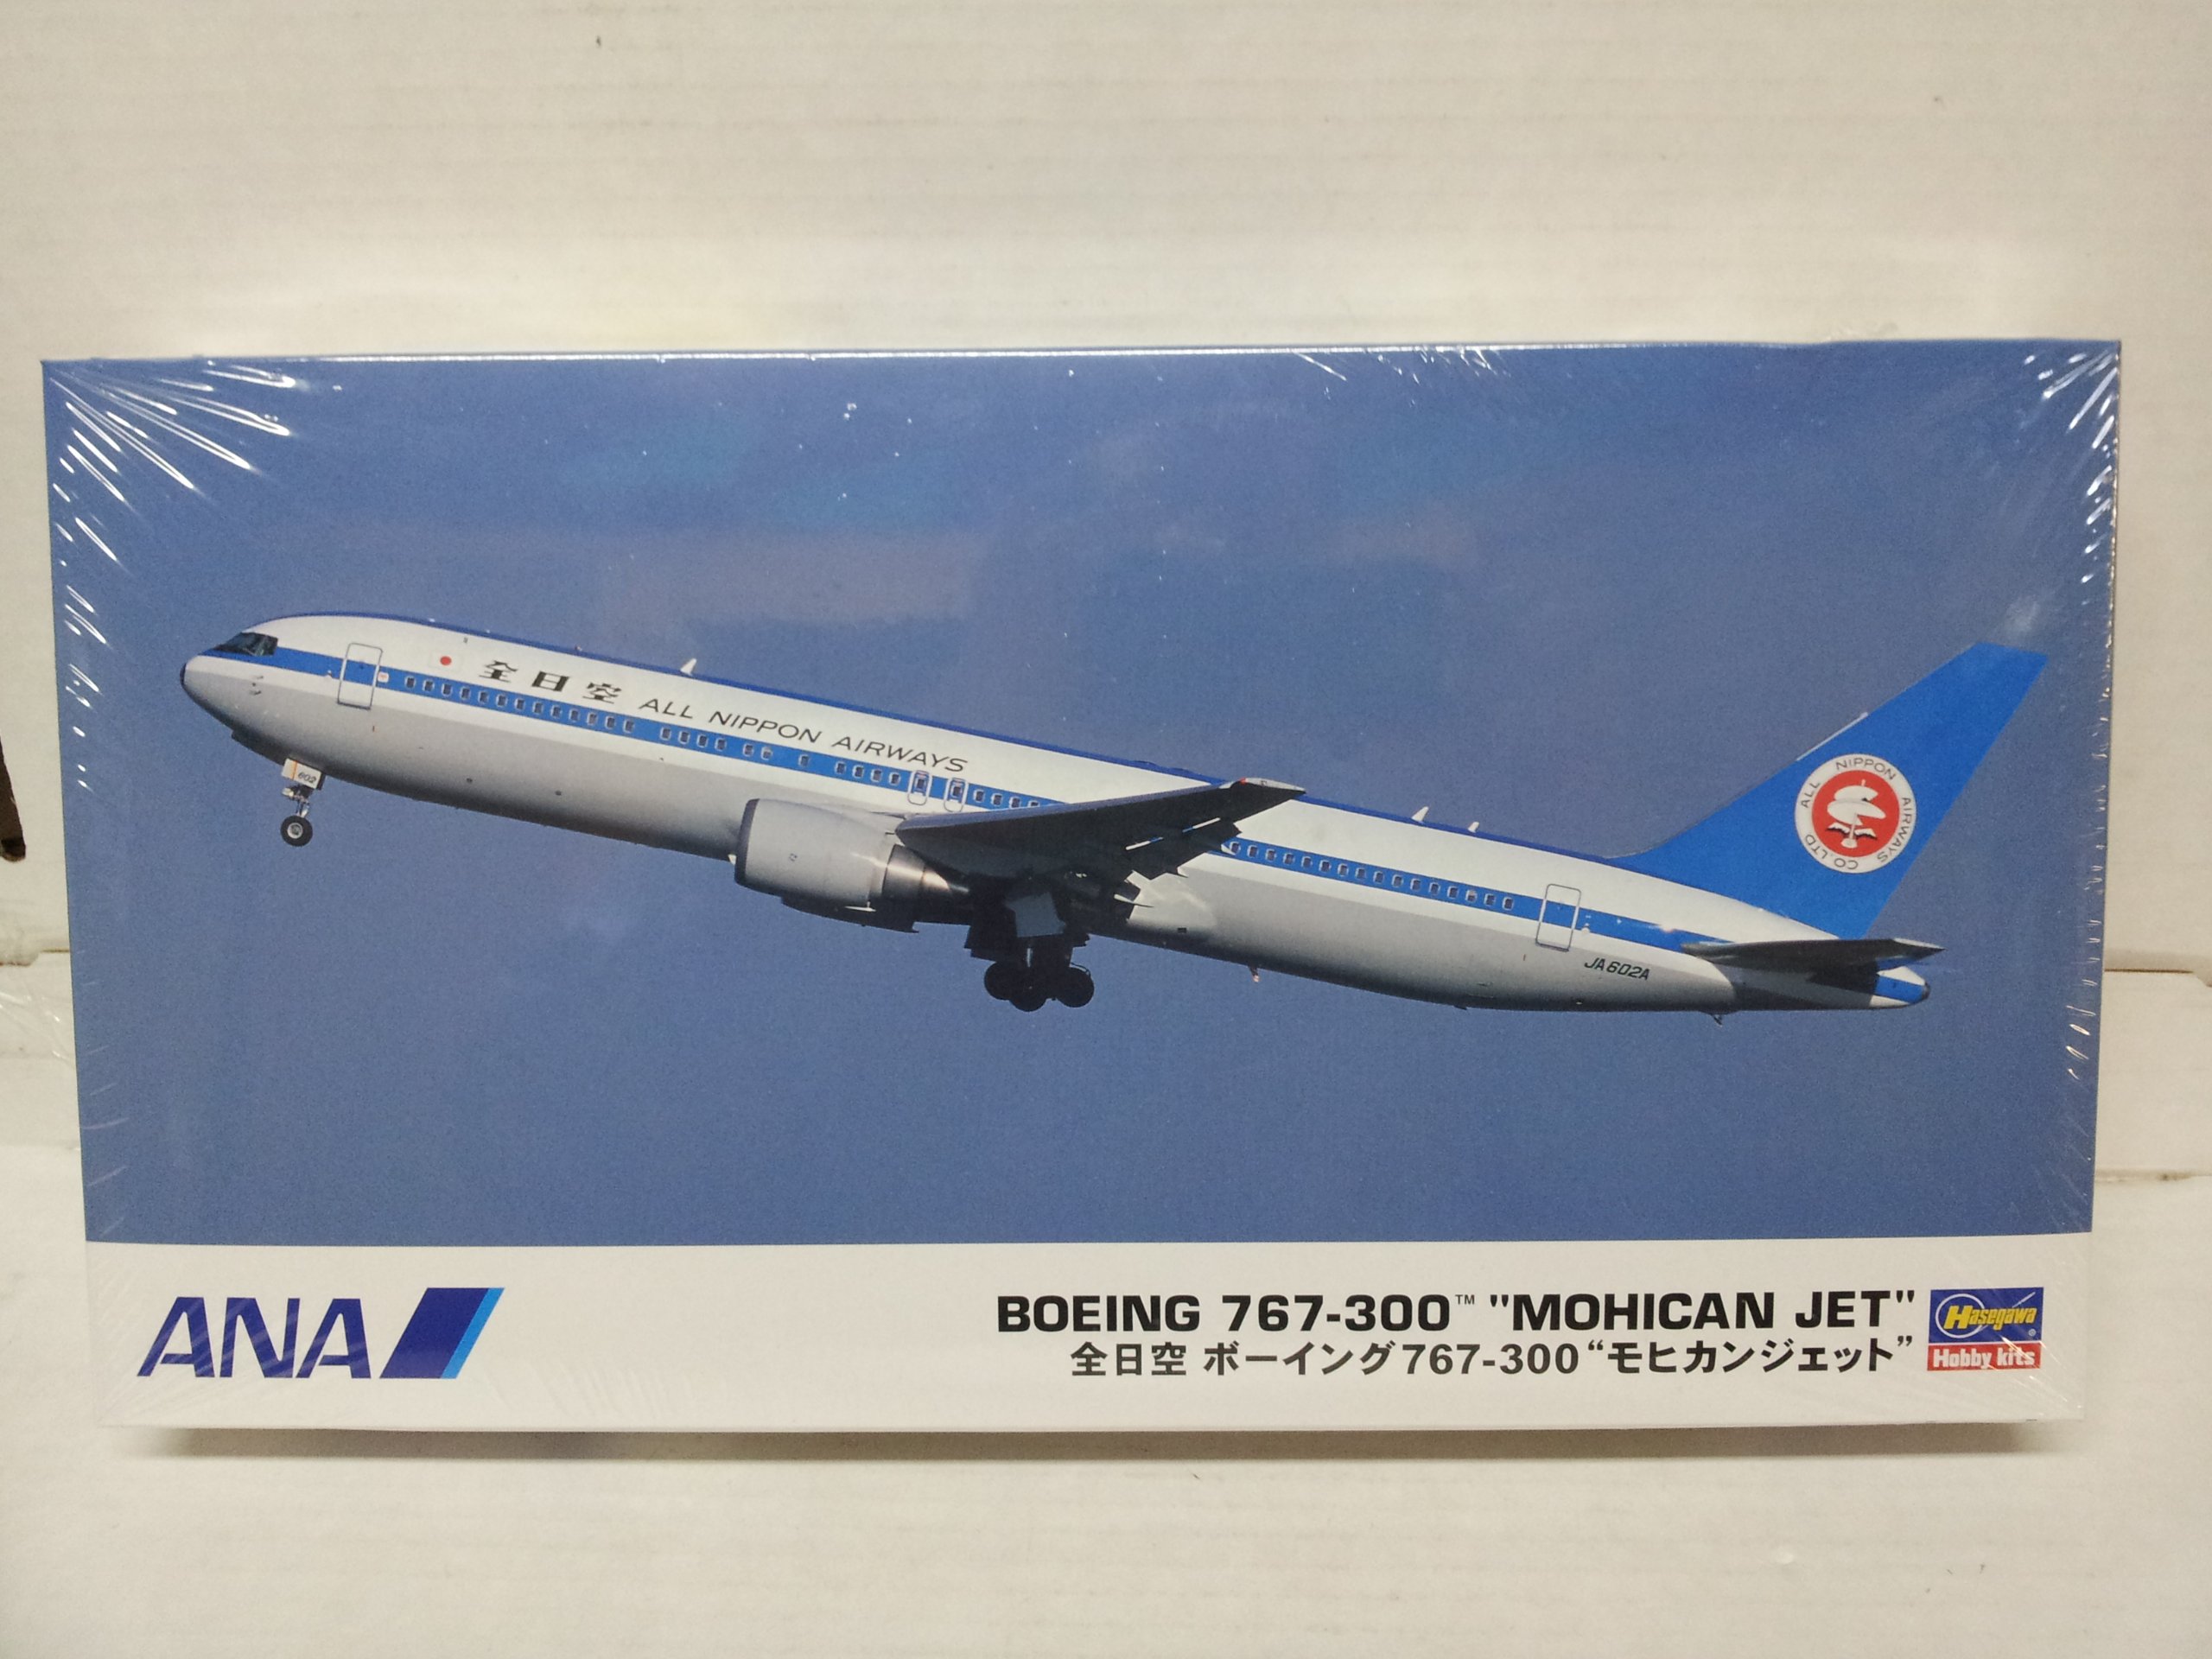 全日空 ALL NIPPON AIRWAYS
602
ALL NIPPON AIRWAYS CO.,LTD
JA602A
ANA
BOEING 767-300™ "MOHICAN JET"
全日空 ボーイング767-300“モヒカンジェット”
Hasegawa®
Hobby kits